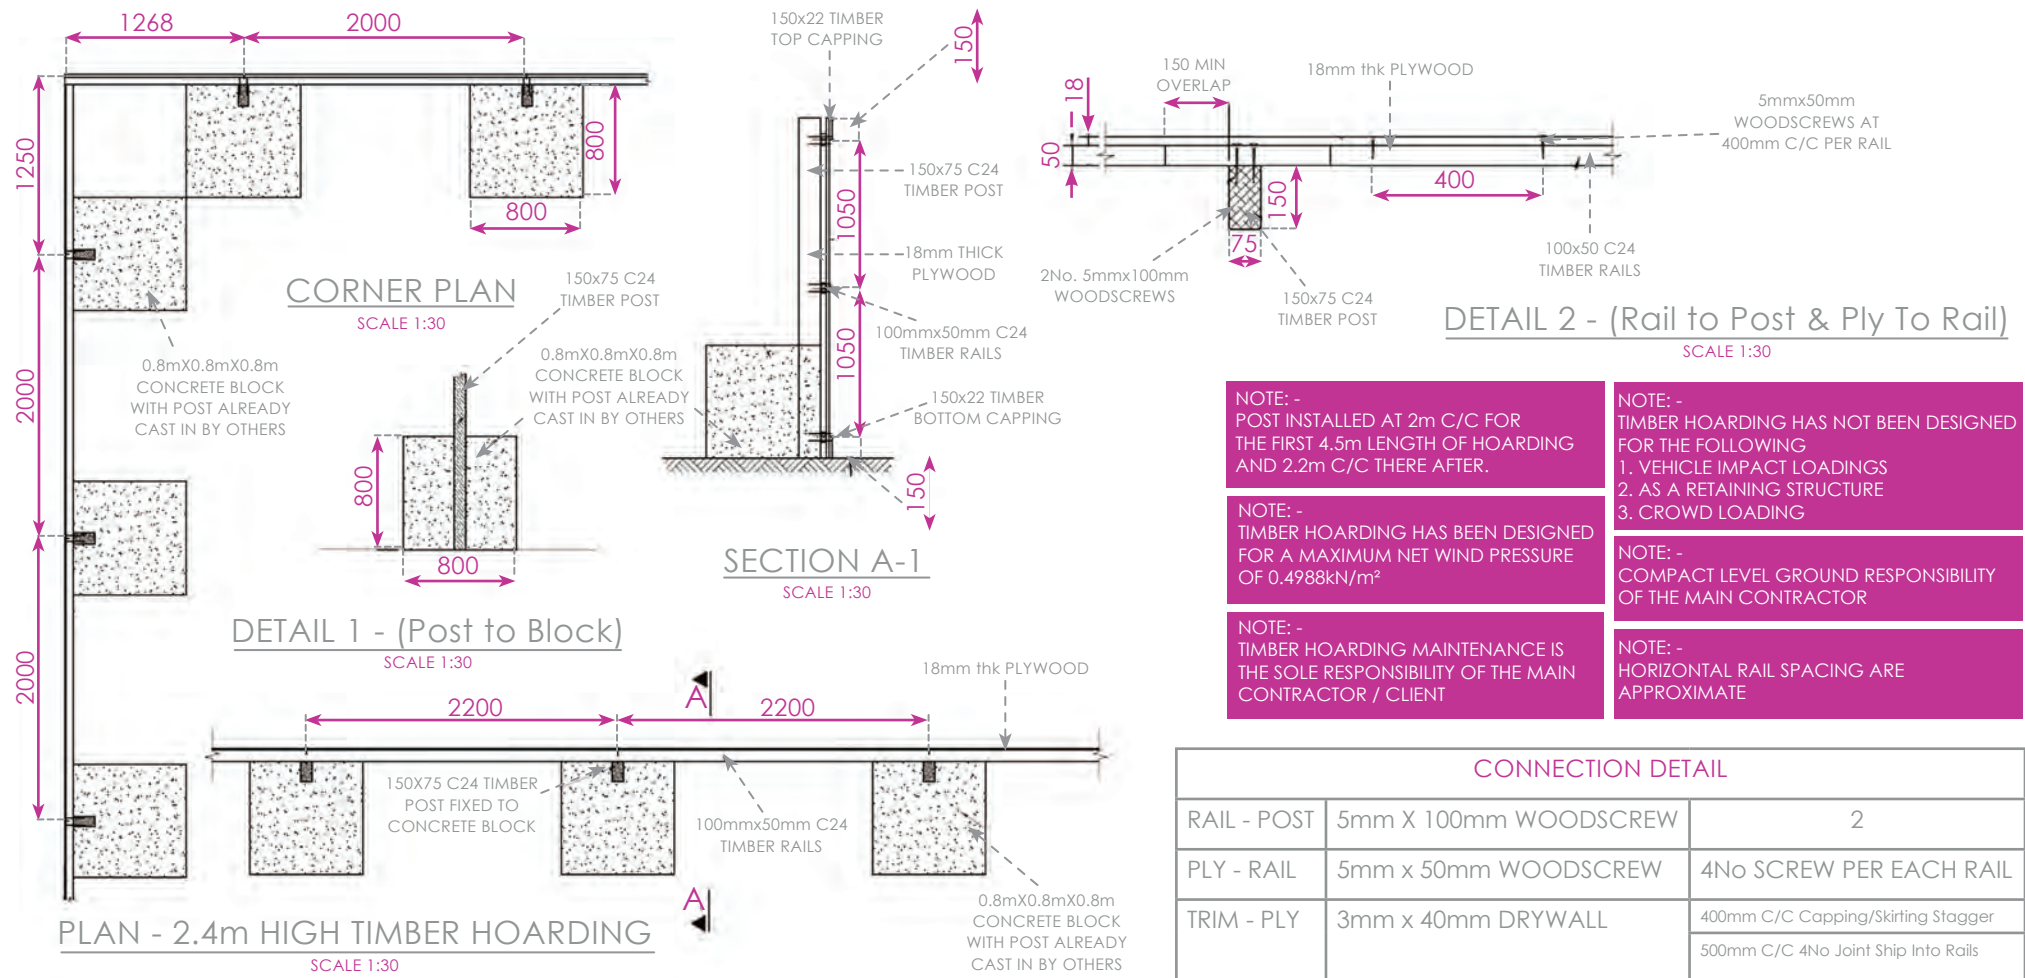 1268
2000
1250
800
800
2000
2000
CORNER PLAN
SCALE 1:30
0.8mX0.8mX0.8m
CONCRETE BLOCK
WITH POST ALREADY
CAST IN BY OTHERS
150x75 C24
TIMBER POST
0.8mX0.8mX0.8m
CONCRETE BLOCK
WITH POST ALREADY
CAST IN BY OTHERS
800
800
DETAIL 1 - (Post to Block)
SCALE 1:30
150x22 TIMBER
TOP CAPPING
150
150x75 C24
TIMBER POST
1050
18mm THICK
PLYWOOD
100mmx50mm C24
TIMBER RAILS
1050
150x22 TIMBER
BOTTOM CAPPING
150
SECTION A-1
SCALE 1:30
150 MIN
OVERLAP
18mm thk PLYWOOD
5mmx50mm
WOODSCREWS AT
400mm C/C PER RAIL
18
50
400
150
75
2No. 5mmx100mm
WOODSCREWS
150x75 C24
TIMBER POST
100x50 C24
TIMBER RAILS
DETAIL 2 - (Rail to Post & Ply To Rail)
SCALE 1:30
NOTE: -
POST INSTALLED AT 2m C/C FOR
THE FIRST 4.5m LENGTH OF HOARDING
AND 2.2m C/C THERE AFTER.
NOTE: -
TIMBER HOARDING HAS BEEN DESIGNED
FOR A MAXIMUM NET WIND PRESSURE
OF 0.4988kN/m²
NOTE: -
TIMBER HOARDING MAINTENANCE IS
THE SOLE RESPONSIBILITY OF THE MAIN
CONTRACTOR / CLIENT
NOTE: -
TIMBER HOARDING HAS NOT BEEN DESIGNED
FOR THE FOLLOWING
1. VEHICLE IMPACT LOADINGS
2. AS A RETAINING STRUCTURE
3. CROWD LOADING
NOTE: -
COMPACT LEVEL GROUND RESPONSIBILITY
OF THE MAIN CONTRACTOR
NOTE: -
HORIZONTAL RAIL SPACING ARE
APPROXIMATE
A
2200
2200
18mm thk PLYWOOD
150X75 C24 TIMBER
POST FIXED TO
CONCRETE BLOCK
100mmx50mm C24
TIMBER RAILS
A
0.8mX0.8mX0.8m
CONCRETE BLOCK
WITH POST ALREADY
CAST IN BY OTHERS
PLAN - 2.4m HIGH TIMBER HOARDING
SCALE 1:30
CONNECTION DETAIL
RAIL - POST 5mm X 100mm WOODSCREW 2
PLY - RAIL 5mm x 50mm WOODSCREW 4No SCREW PER EACH RAIL
TRIM - PLY 3mm x 40mm DRYWALL 400mm C/C Capping/Skirting Stagger
500mm C/C 4No Joint Ship Into Rails